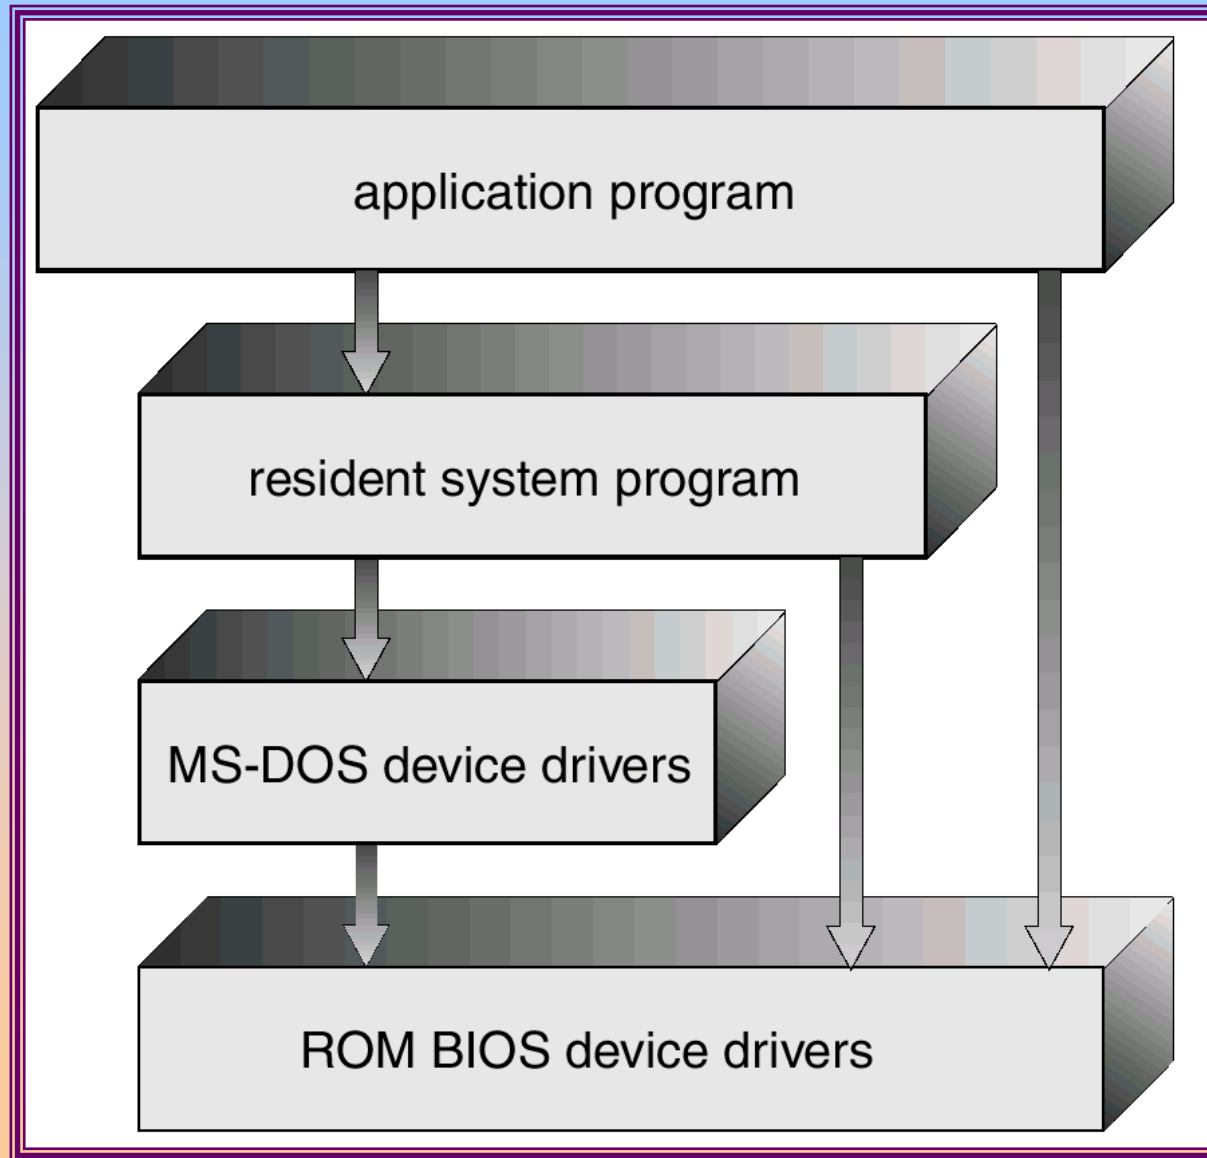 application program
resident system program
MS-DOS device drivers
ROM BIOS device drivers